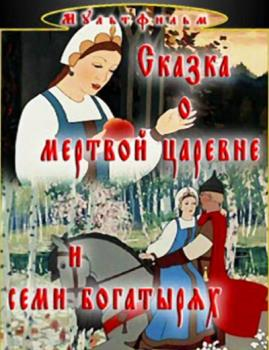 Мультфильм
Сказка
о
мертвой царевне
и
семи богатырях